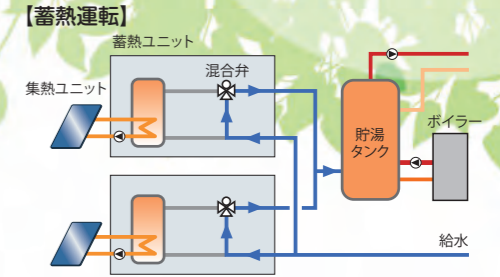 【蓄熱運転】
蓄熱ユニット
混合弁
集熱ユニット
貯湯
タンク
ボイラー
給水